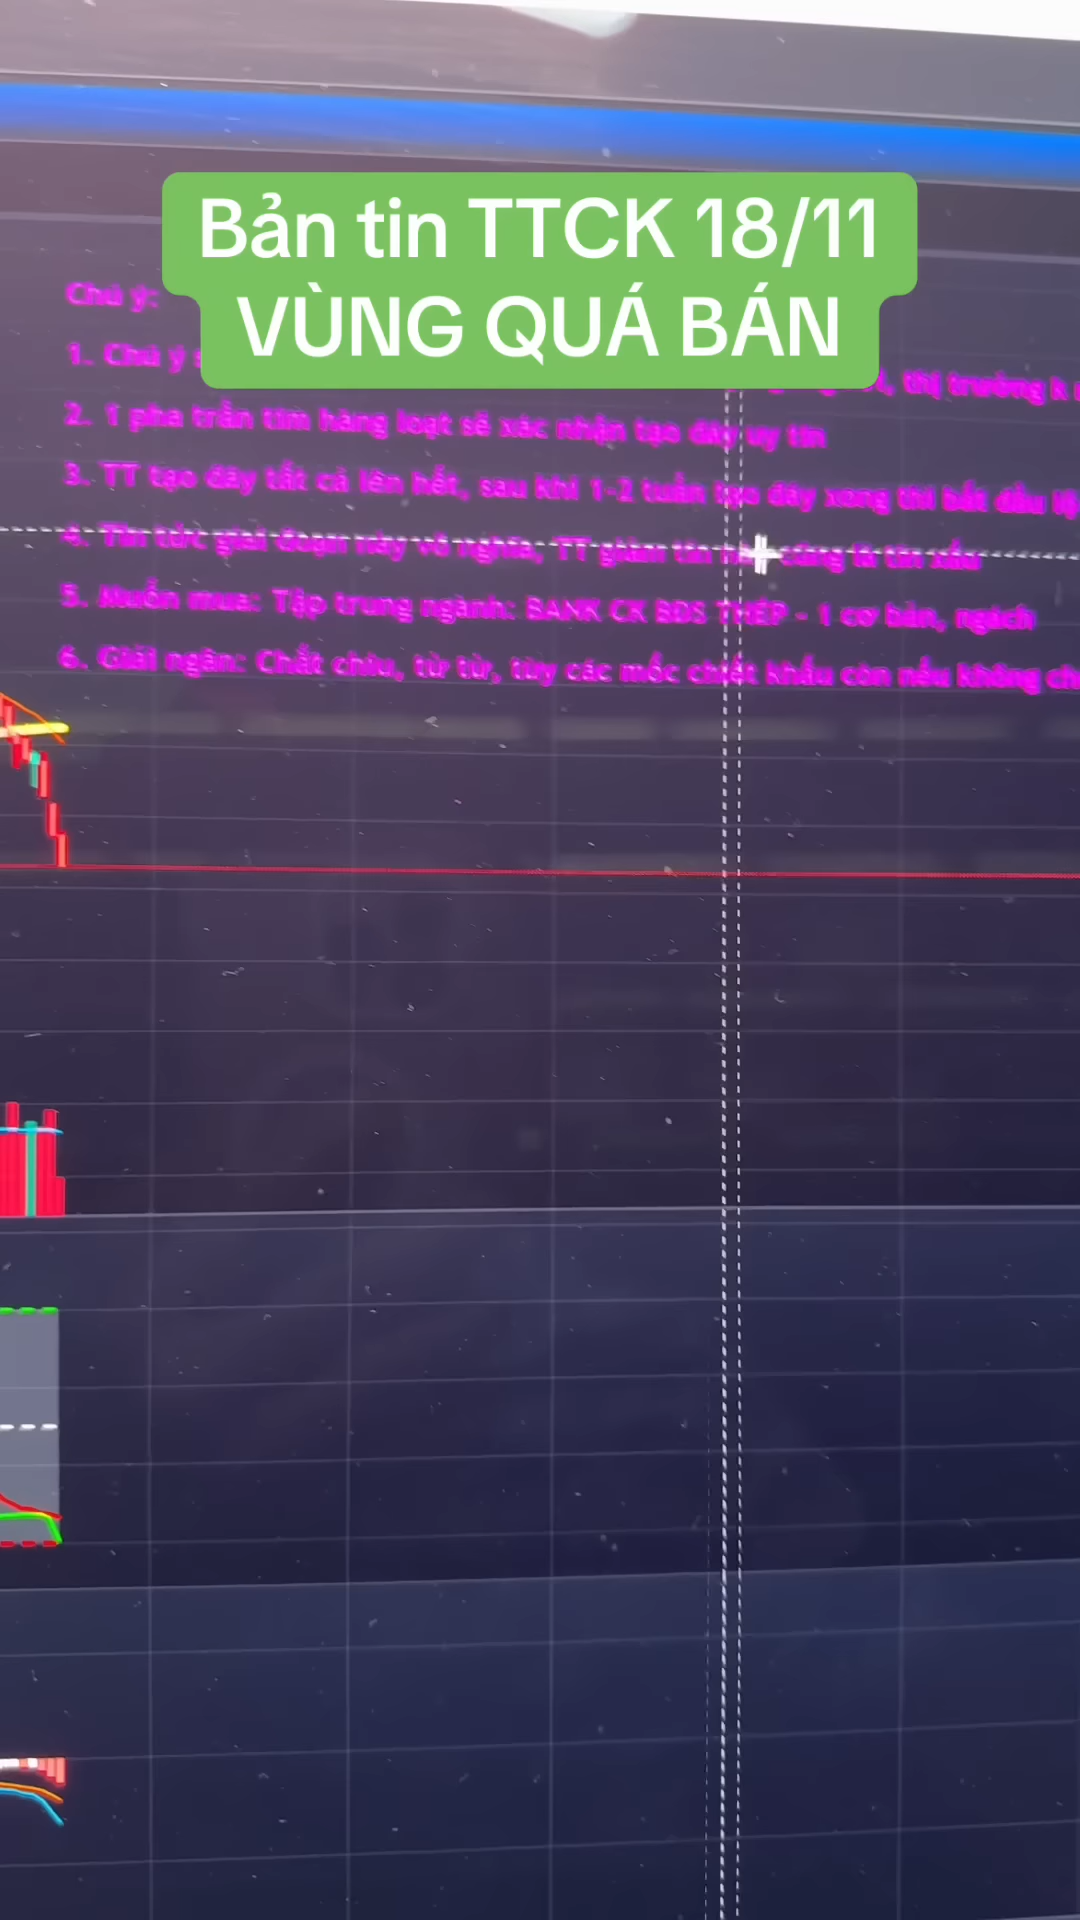 Bản tin TTCK 18/11
VÙNG QUÁ BÁN
Chú ý:
1. Chú ý thị trường k
2. 1 pha trần tím hàng loạt sẽ xác nhận tạo đáy uy tín
3. TT tạo đáy tất cả lên hết, sau khi 1-2 tuần tạo đáy xong thì bắt đầu
4. Tin tức giai đoạn này vô nghĩa, TT giảm tin nào cũng là tin xấu
5. Muốn mua: Tập trung ngành: BANK CK BDS THÉP - 1 cơ bản, ngách
6. Giải ngân: Chắt chiu, từ từ, tùy các mốc chiết khấu còn nếu không